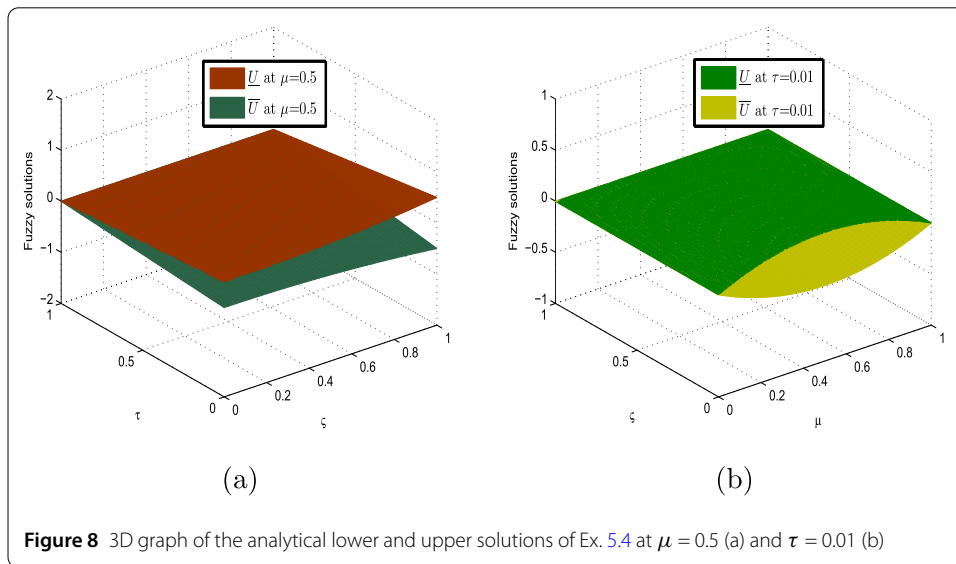 U at μ=0.5
U at μ=0.5
2
1
0
−1
−2
Fuzzy solutions
1
0.5
0
τ
0
0.2
0.4
0.6
0.8
1
ς
(a)
U at τ=0.01
U at τ=0.01
1
0.5
0
−0.5
−1
Fuzzy solutions
1
0.5
0
ς
0
0.2
0.4
0.6
0.8
1
μ
(b)
Figure 8 3D graph of the analytical lower and upper solutions of Ex. 5.4 at μ = 0.5 (a) and τ = 0.01 (b)